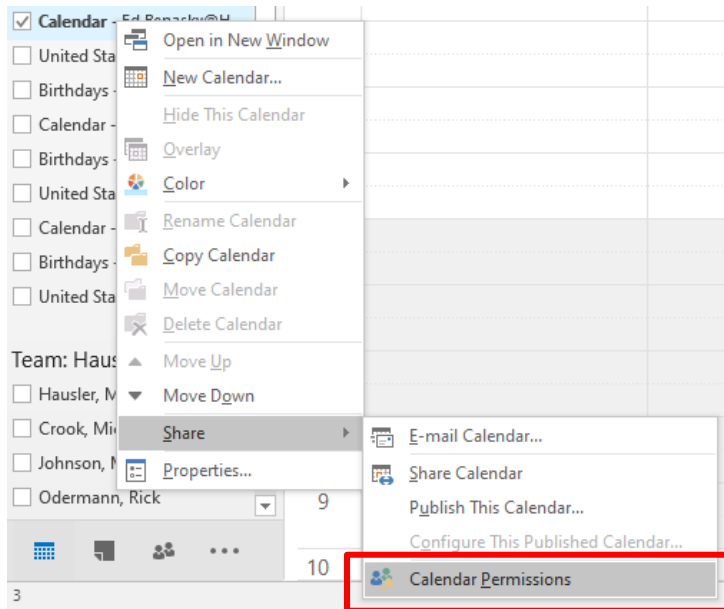 Calendar -
Open in New Window
United Sta
New Calendar...
Birthdays -
Hide This Calendar
Calendar -
Overlay
Birthdays -
Color
United Sta
Rename Calendar
Calendar -
Copy Calendar
Birthdays -
Move Calendar
United Sta
Delete Calendar
Team: Haus
Move Up
Hausler, M
Move Down
Crook, Mi
Share
E-mail Calendar...
Johnson, M
Properties...
Share Calendar
Odermann, Rick
9
Publish This Calendar...
Configure This Published Calendar...
10
Calendar Permissions
3